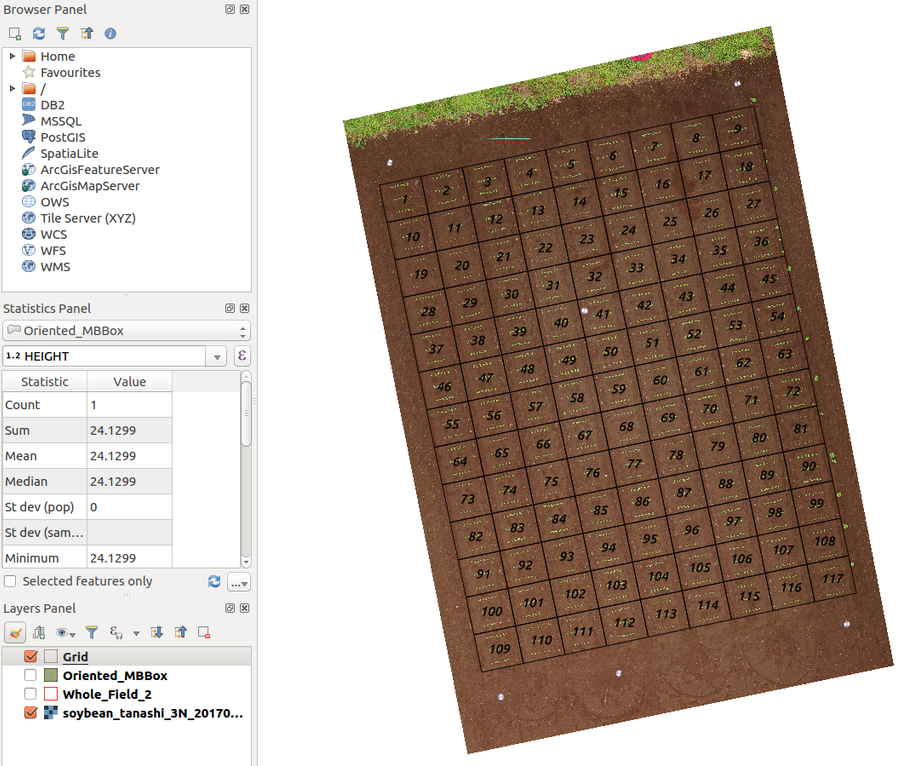 Browser Panel
Home
Favourites
/
DB2
MSSQL
PostGIS
SpatiaLite
ArcGisFeatureServer
ArcGisMapServer
OWS
Tile Server (XYZ)
WCS
WFS
WMS
Statistics Panel
Oriented_MBBox
1.2 HEIGHT
ε
Statistic Value
Count 1
Sum 24.1299
Mean 24.1299
Median 24.1299
St dev (pop) 0
St dev (sam...
Minimum 24.1299
Selected features only
...
Layers Panel
Grid
Oriented_MBBox
Whole_Field_2
soybean_tanashi_3N_20170...
1 2 3 4 5 6 7 8 9
10 11 12 13 14 15 16 17 18
19 20 21 22 23 24 25 26 27
28 29 30 31 32 33 34 35 36
37 38 39 40 41 42 43 44 45
46 47 48 49 50 51 52 53 54
55 56 57 58 59 60 61 62 63
64 65 66 67 68 69 70 71 72
73 74 75 76 77 78 79 80 81
82 83 84 85 86 87 88 89 90
91 92 93 94 95 96 97 98 99
100 101 102 103 104 105 106 107 108
109 110 111 112 113 114 115 116 117